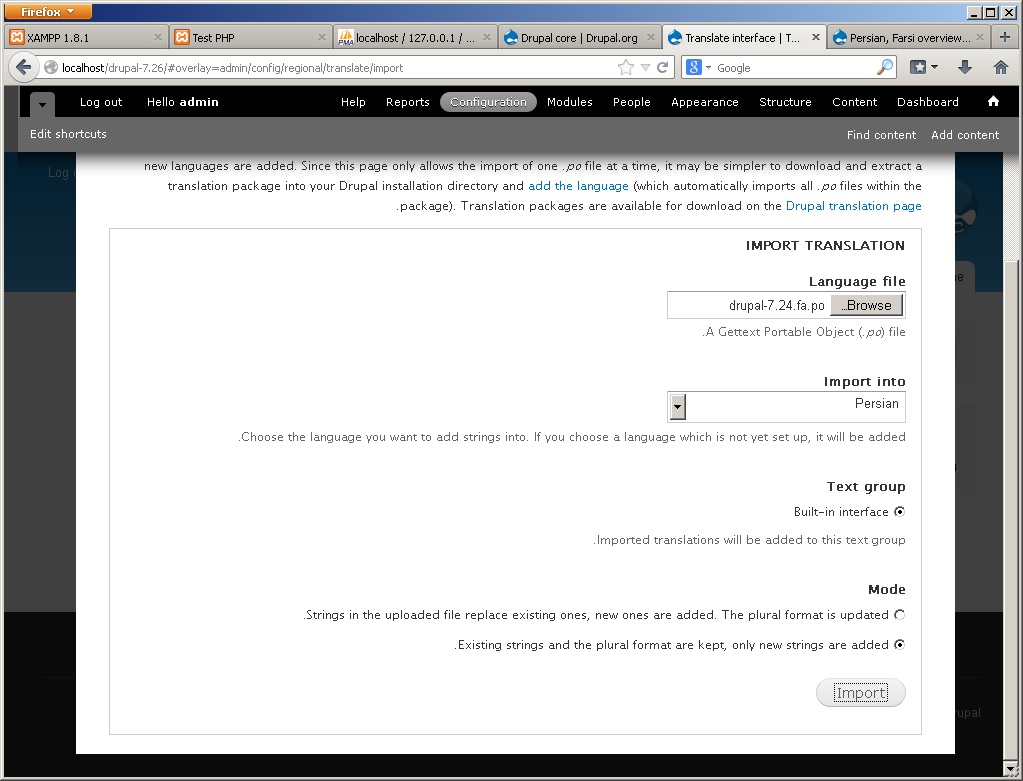 Firefox
XAMPP 1.8.1
Test PHP
localhost / 127.0.0.1 / ...
Drupal core | Drupal.org
Translate interface | T...
Persian, Farsi overview...
localhost/drupal-7.26/#overlay=admin/config/regional/translate/import
Google
Log out
Hello admin
Help
Reports
Configuration
Modules
People
Appearance
Structure
Content
Dashboard
Edit shortcuts
Find content
Add content
new languages are added. Since this page only allows the import of one .po file at a time, it may be simpler to download and extract a
translation package into your Drupal installation directory and add the language (which automatically imports all .po files within the
.package). Translation packages are available for download on the Drupal translation page
IMPORT TRANSLATION
Language file
drupal-7.24.fa.po
...Browse
.A Gettext Portable Object (.po) file
Import into
Persian
.Choose the language you want to add strings into. If you choose a language which is not yet set up, it will be added
Text group
Built-in interface
.Imported translations will be added to this text group
Mode
.Strings in the uploaded file replace existing ones, new ones are added. The plural format is updated
.Existing strings and the plural format are kept, only new strings are added
Import